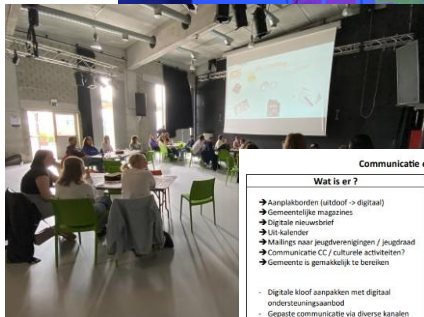 Communicatie
Wat is er ?
➔ Aanplakborden (uitdoof -> digitaal)
➔ Gemeentelijke magazines
➔ Digitale nieuwsbrief
➔ Uit-kalender
➔ Mailings naar jeugdverenigingen / jeugdraad
➔ Communicatie CC / culturele activiteiten?
➔ Gemeente is gemakkelijk te bereiken
- Digitale kloof aanpakken met digitaal
ondersteuningsaanbod
- Gepaste communicatie via diverse kanalen